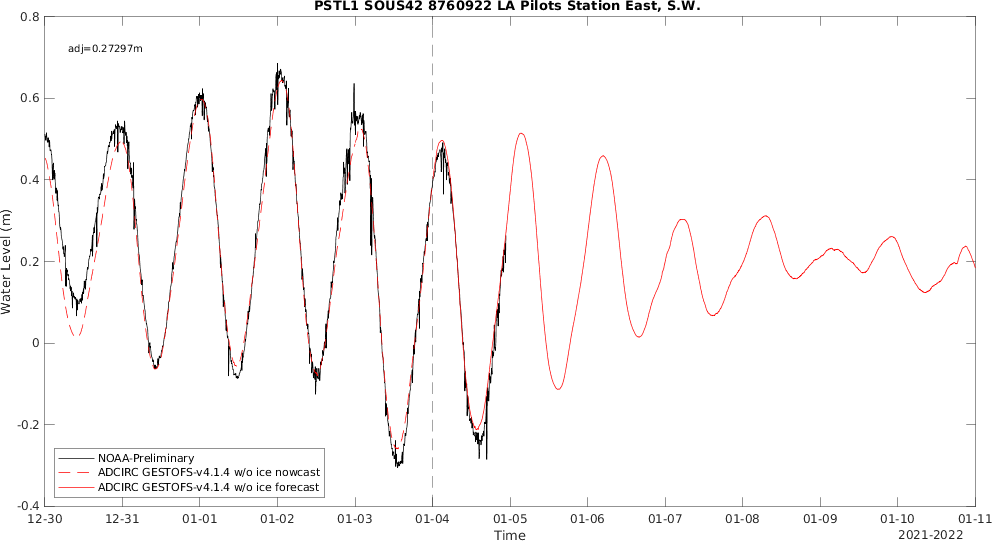 PSTL1 SOUS42 8760922 LA Pilots Station East, S.W.
adj=0.27297m
Water Level (m)
0.8
0.6
0.4
0.2
0
-0.2
-0.4
NOAA-Preliminary
ADCIRC GESTOFS-v4.1.4 w/o ice nowcast
ADCIRC GESTOFS-v4.1.4 w/o ice forecast
12-30 12-31 01-01 01-02 01-03 01-04 01-05 01-06 01-07 01-08 01-09 01-10 01-11
Time
2021-2022